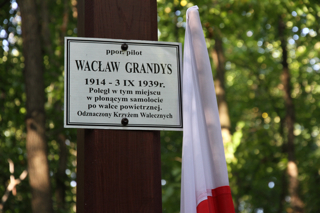 ppor. pilot
WACŁAW GRANDYS
1914 - 3 IX 1939r.
Poległ w tym miejscu
w płonącym samolocie
po walce powietrznej.
Odznaczony Krzyżem Walecznych